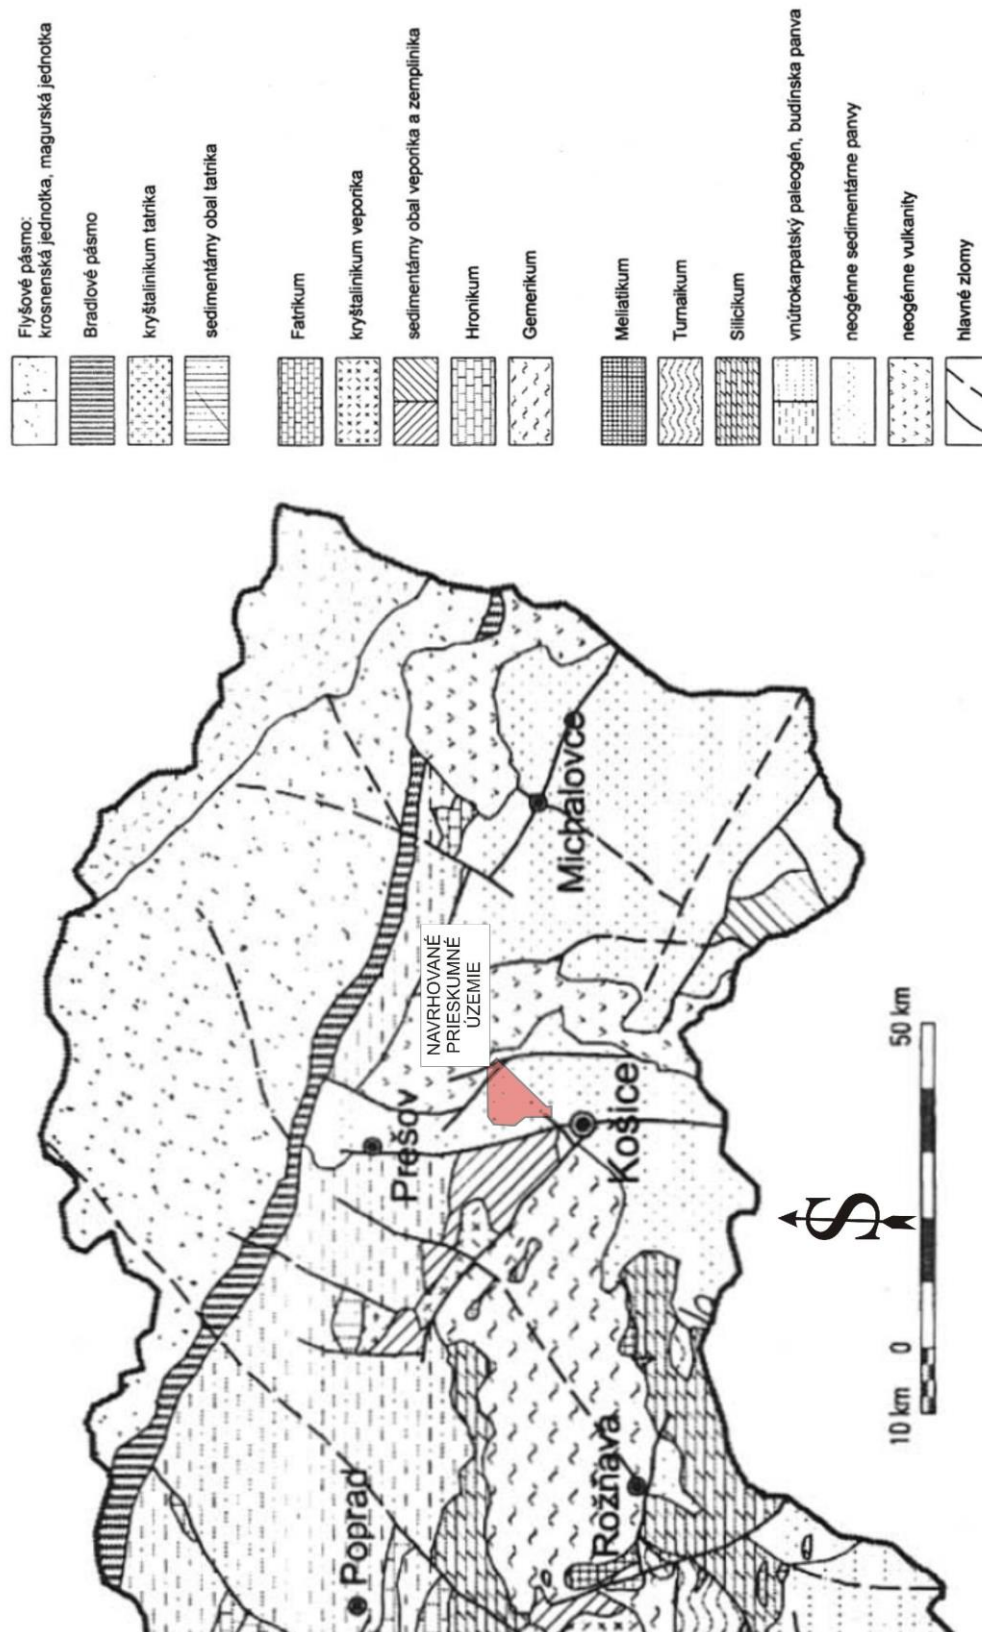 Flyšové pásmo:
krosnenská jednotka, magurská jednotka
Bradlové pásmo
kryštalinikum tatrika
sedimentárny obal tatrika
Fatrikum
kryštalinikum veporika
sedimentárny obal veporika a zemplinika
Hronikum
Gemerikum
Meliatikum
Turnaikum
Silicikum
vnútrokarpatský paleogén, budínska panva
neogénne sedimentárne panvy
neogénne vulkanity
hlavné zlomy
NAVRHOVANÉ
PRIESKUMNÉ
ÚZEMIE
Poprad
Prešov
Michalovce
Košice
Rožňava
S
10 km
0
50 km